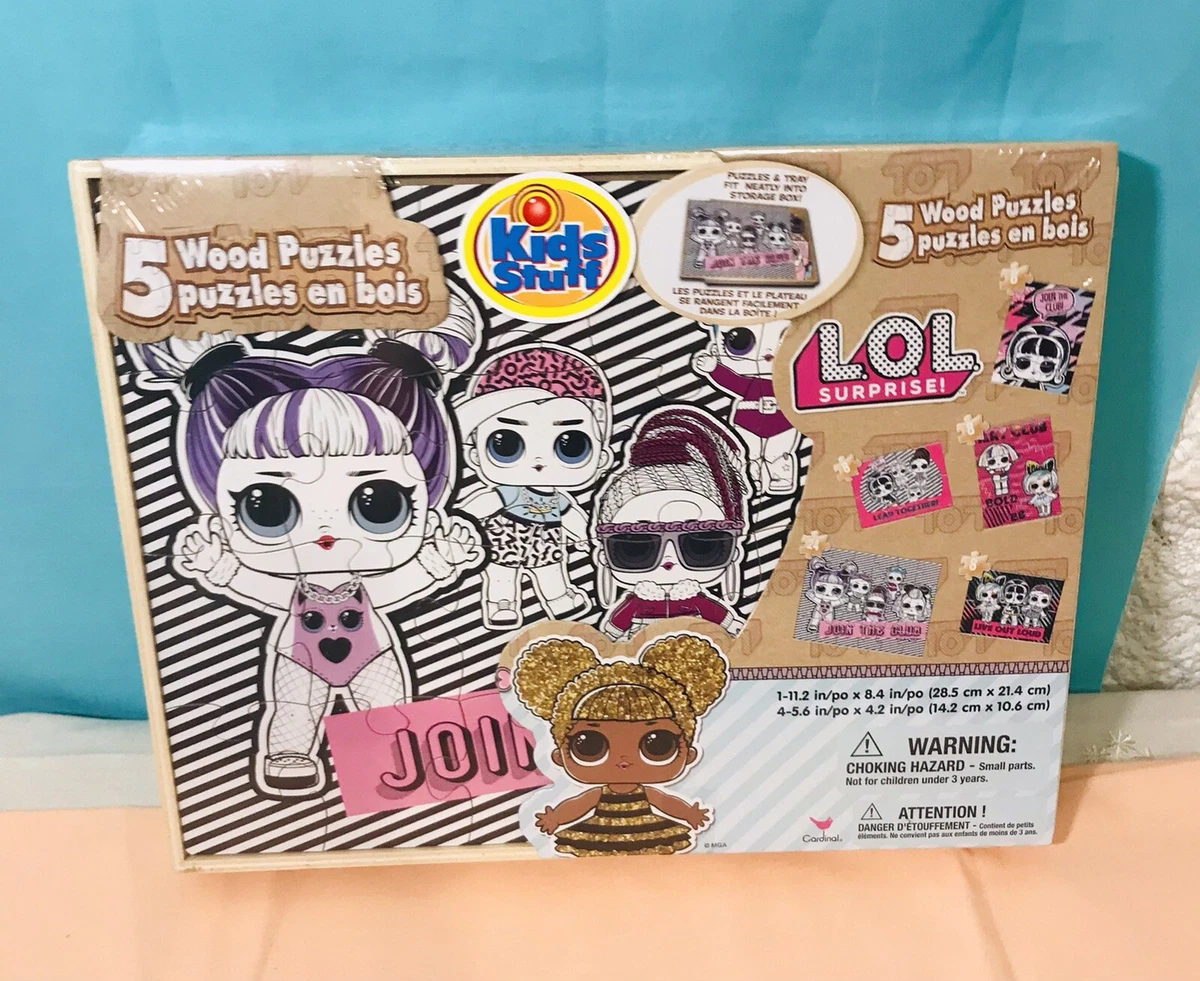 5 Wood Puzzles
puzzles en bois
Kids
Stuff
PUZZLES & TRAY
FIT NEATLY INTO
STORAGE BOX!
JOIN THE CLUB
LES PUZZLES ET LE PLATEAU
SE RANGENT FACILEMENT
DANS LA BOÎTE !
5 Wood Puzzles
puzzles en bois
L.O.L.
SURPRISE!
JOIN THE
CLUB!
LEAD TOGETHER!
JOIN THE CLUB
LIVE OUT LOUD
JOIN
1-11.2 in/po x 8.4 in/po (28.5 cm x 21.4 cm)
4-5.6 in/po x 4.2 in/po (14.2 cm x 10.6 cm)
WARNING:
CHOKING HAZARD - Small parts.
Not for children under 3 years.
ATTENTION !
DANGER D'ÉTOUFFEMENT - Contient de petits
éléments. Ne convient pas aux enfants de moins de 3 ans.
Cardinal
© MGA